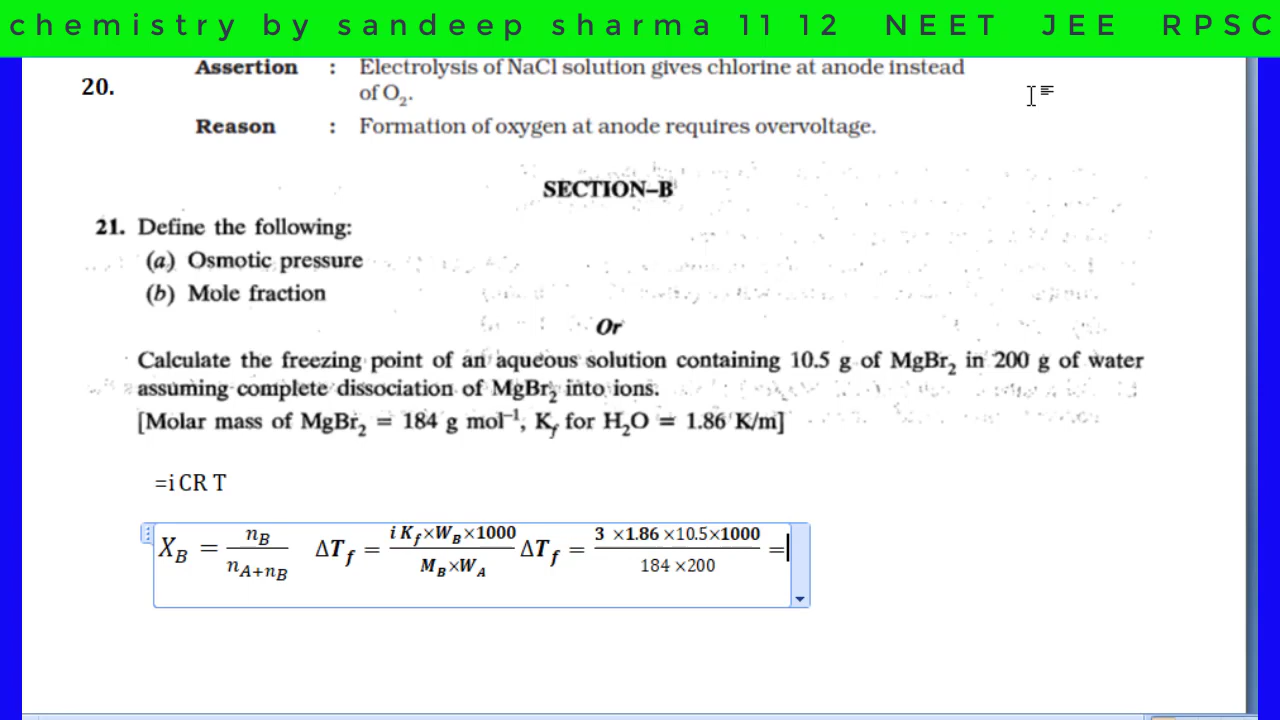 chemistry by sandeep sharma 11 12 NEET JEE RPSC
20. Assertion : Electrolysis of NaCl solution gives chlorine at anode instead
of O₂.
Reason : Formation of oxygen at anode requires overvoltage.
SECTION–B
21. Define the following:
(a) Osmotic pressure
(b) Mole fraction
Or
Calculate the freezing point of an aqueous solution containing 10.5 g of MgBr₂ in 200 g of water
assuming complete dissociation of MgBr₂ into ions.
[Molar mass of MgBr₂ = 184 g mol⁻¹, K_f for H₂O = 1.86 K/m]
=i CR T
X_B = n_B / n_A+n_B ΔT_f = i K_f×W_B×1000 / M_B×W_A ΔT_f = 3 ×1.86 ×10.5×1000 / 184 ×200 =